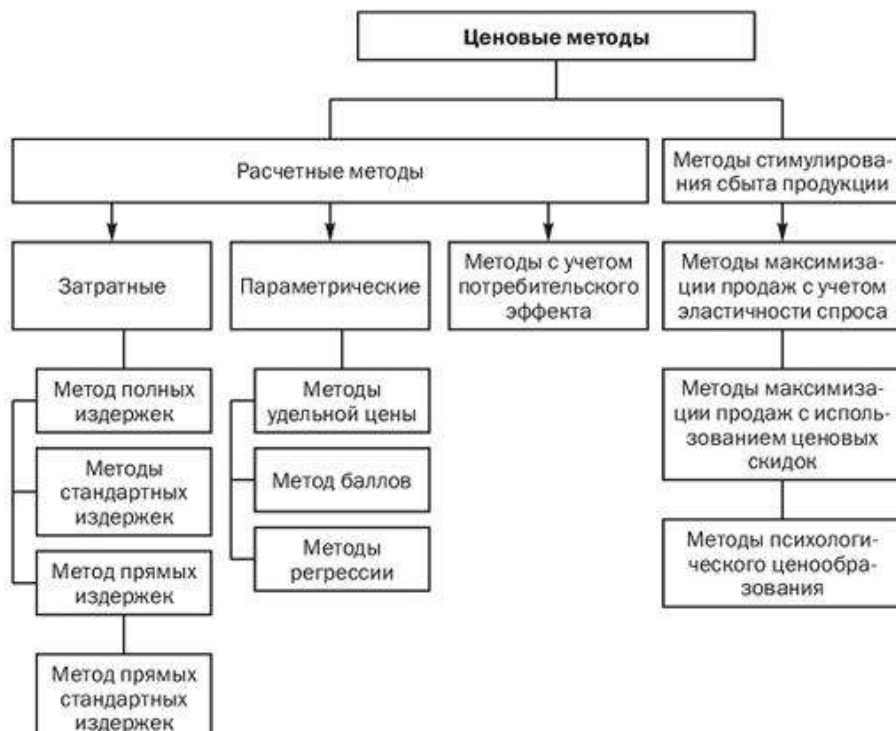 Ценовые методы
Расчетные методы
Методы стимулирова-
ния сбыта продукции
Затратные
Параметрические
Методы с учетом
потребительского
эффекта
Методы максимиза-
ции продаж с учетом
эластичности спроса
Метод полных
издержек
Методы
удельной цены
Методы максимиза-
ции продаж с исполь-
зованием ценовых
скидок
Методы
стандартных
издержек
Метод баллов
Метод прямых
издержек
Методы
регрессии
Методы психологи-
ческого ценообра-
зования
Метод прямых
стандартных
издержек